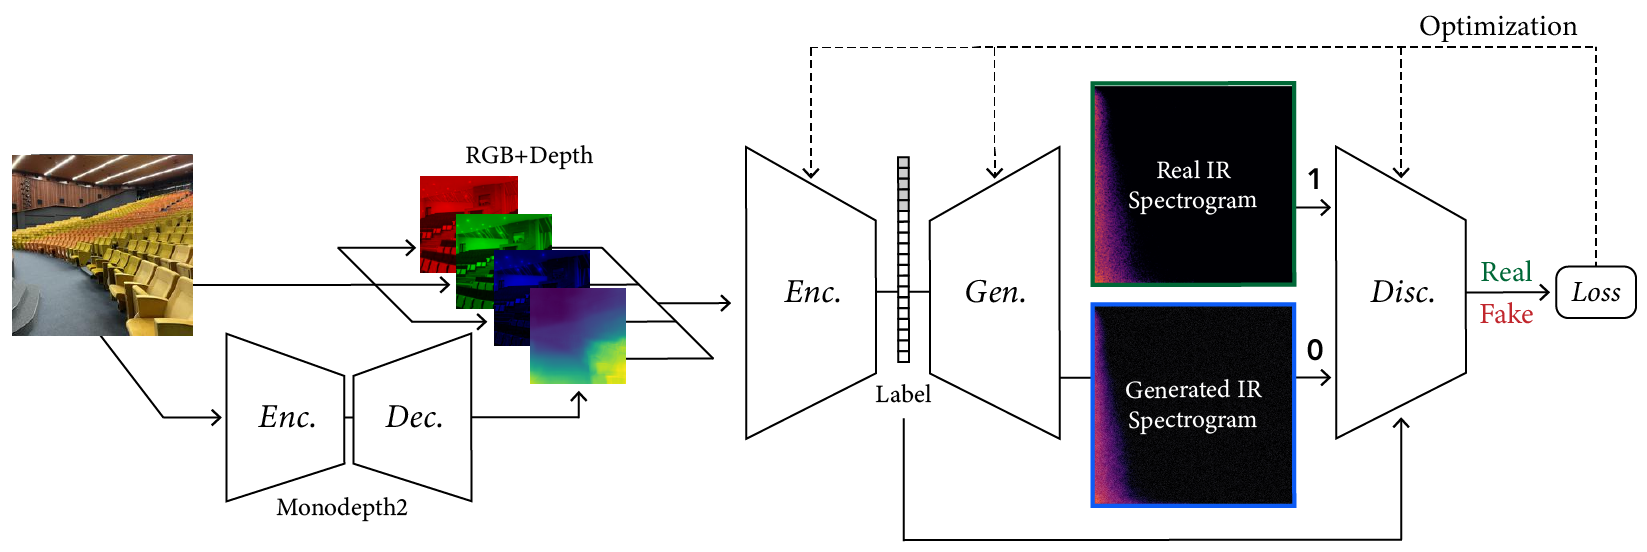 Optimization
RGB+Depth
Real IR
Spectrogram
1
Enc.
Gen.
Disc.
Real
Fake
Loss
0
Generated IR
Spectrogram
Label
Enc.
Dec.
Monodepth2